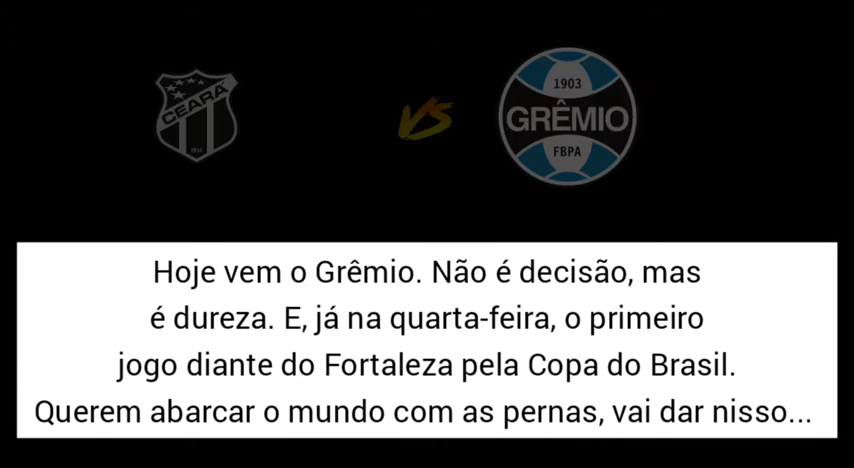 CEARÁ
1914
VS
1903
GRÊMIO
FBPA
Hoje vem o Grêmio. Não é decisão, mas
é dureza. E, já na quarta-feira, o primeiro
jogo diante do Fortaleza pela Copa do Brasil.
Querem abarcar o mundo com as pernas, vai dar nisso...